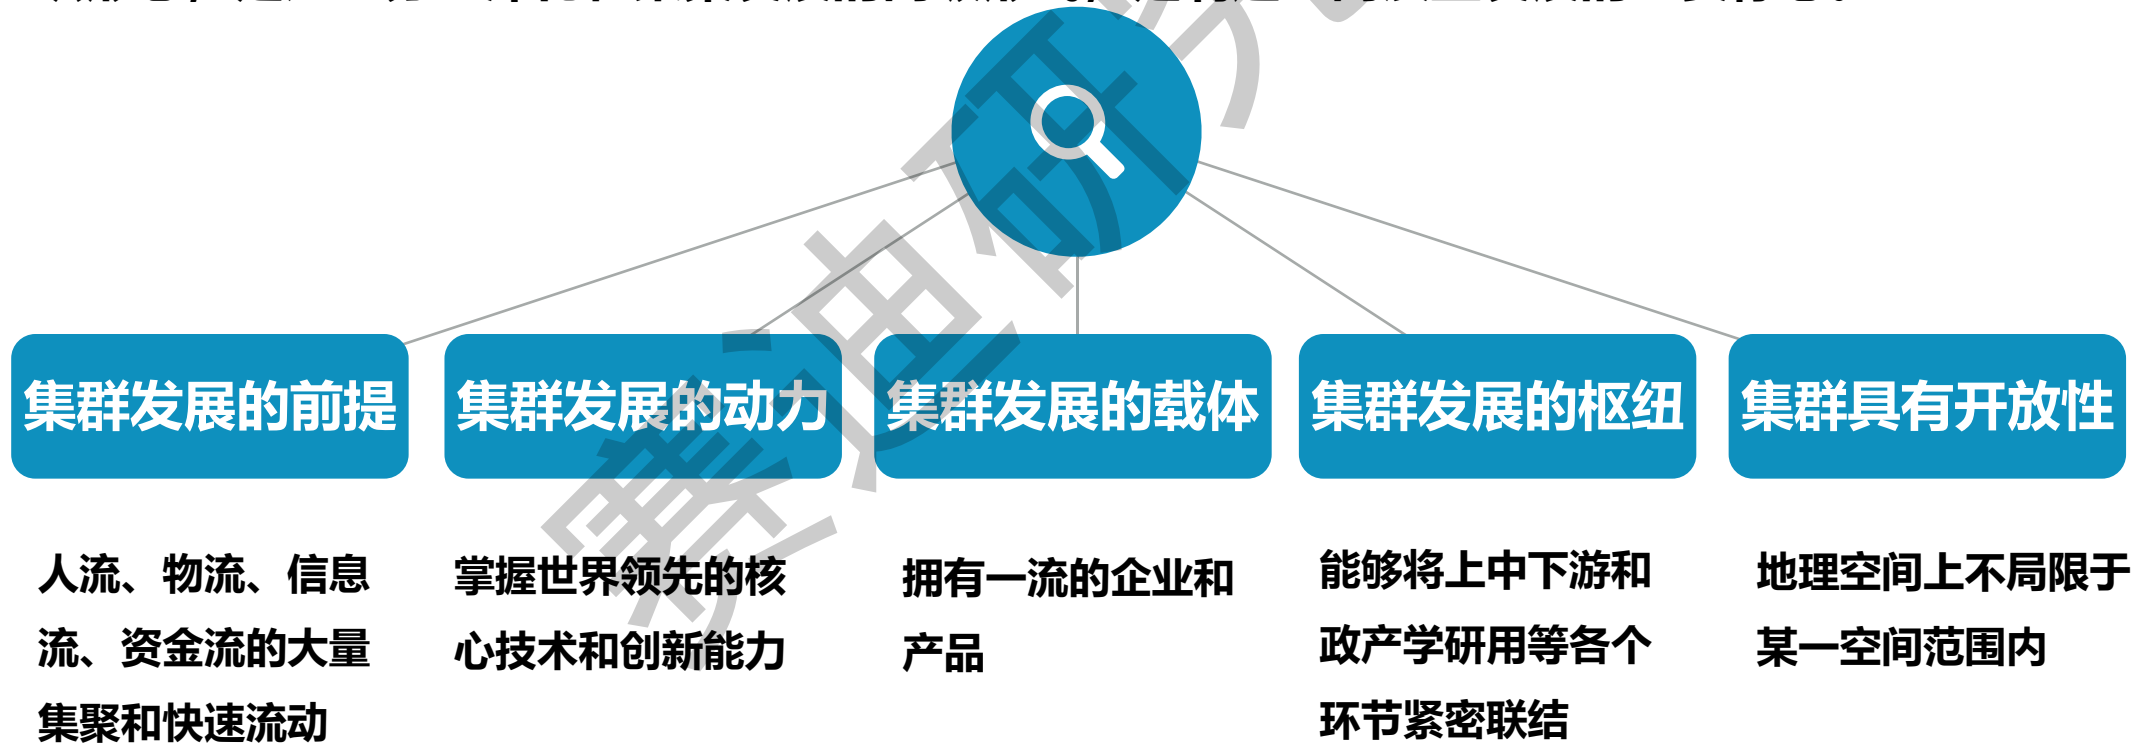 集群发展的前提
集群发展的动力
集群发展的载体
集群发展的枢纽
集群具有开放性
人流、物流、信息
流、资金流的大量
集聚和快速流动
掌握世界领先的核
心技术和创新能力
拥有一流的企业和
产品
能够将上中下游和
政产学研用等各个
环节紧密联结
地理空间上不局限于
某一空间范围内
赛迪研究